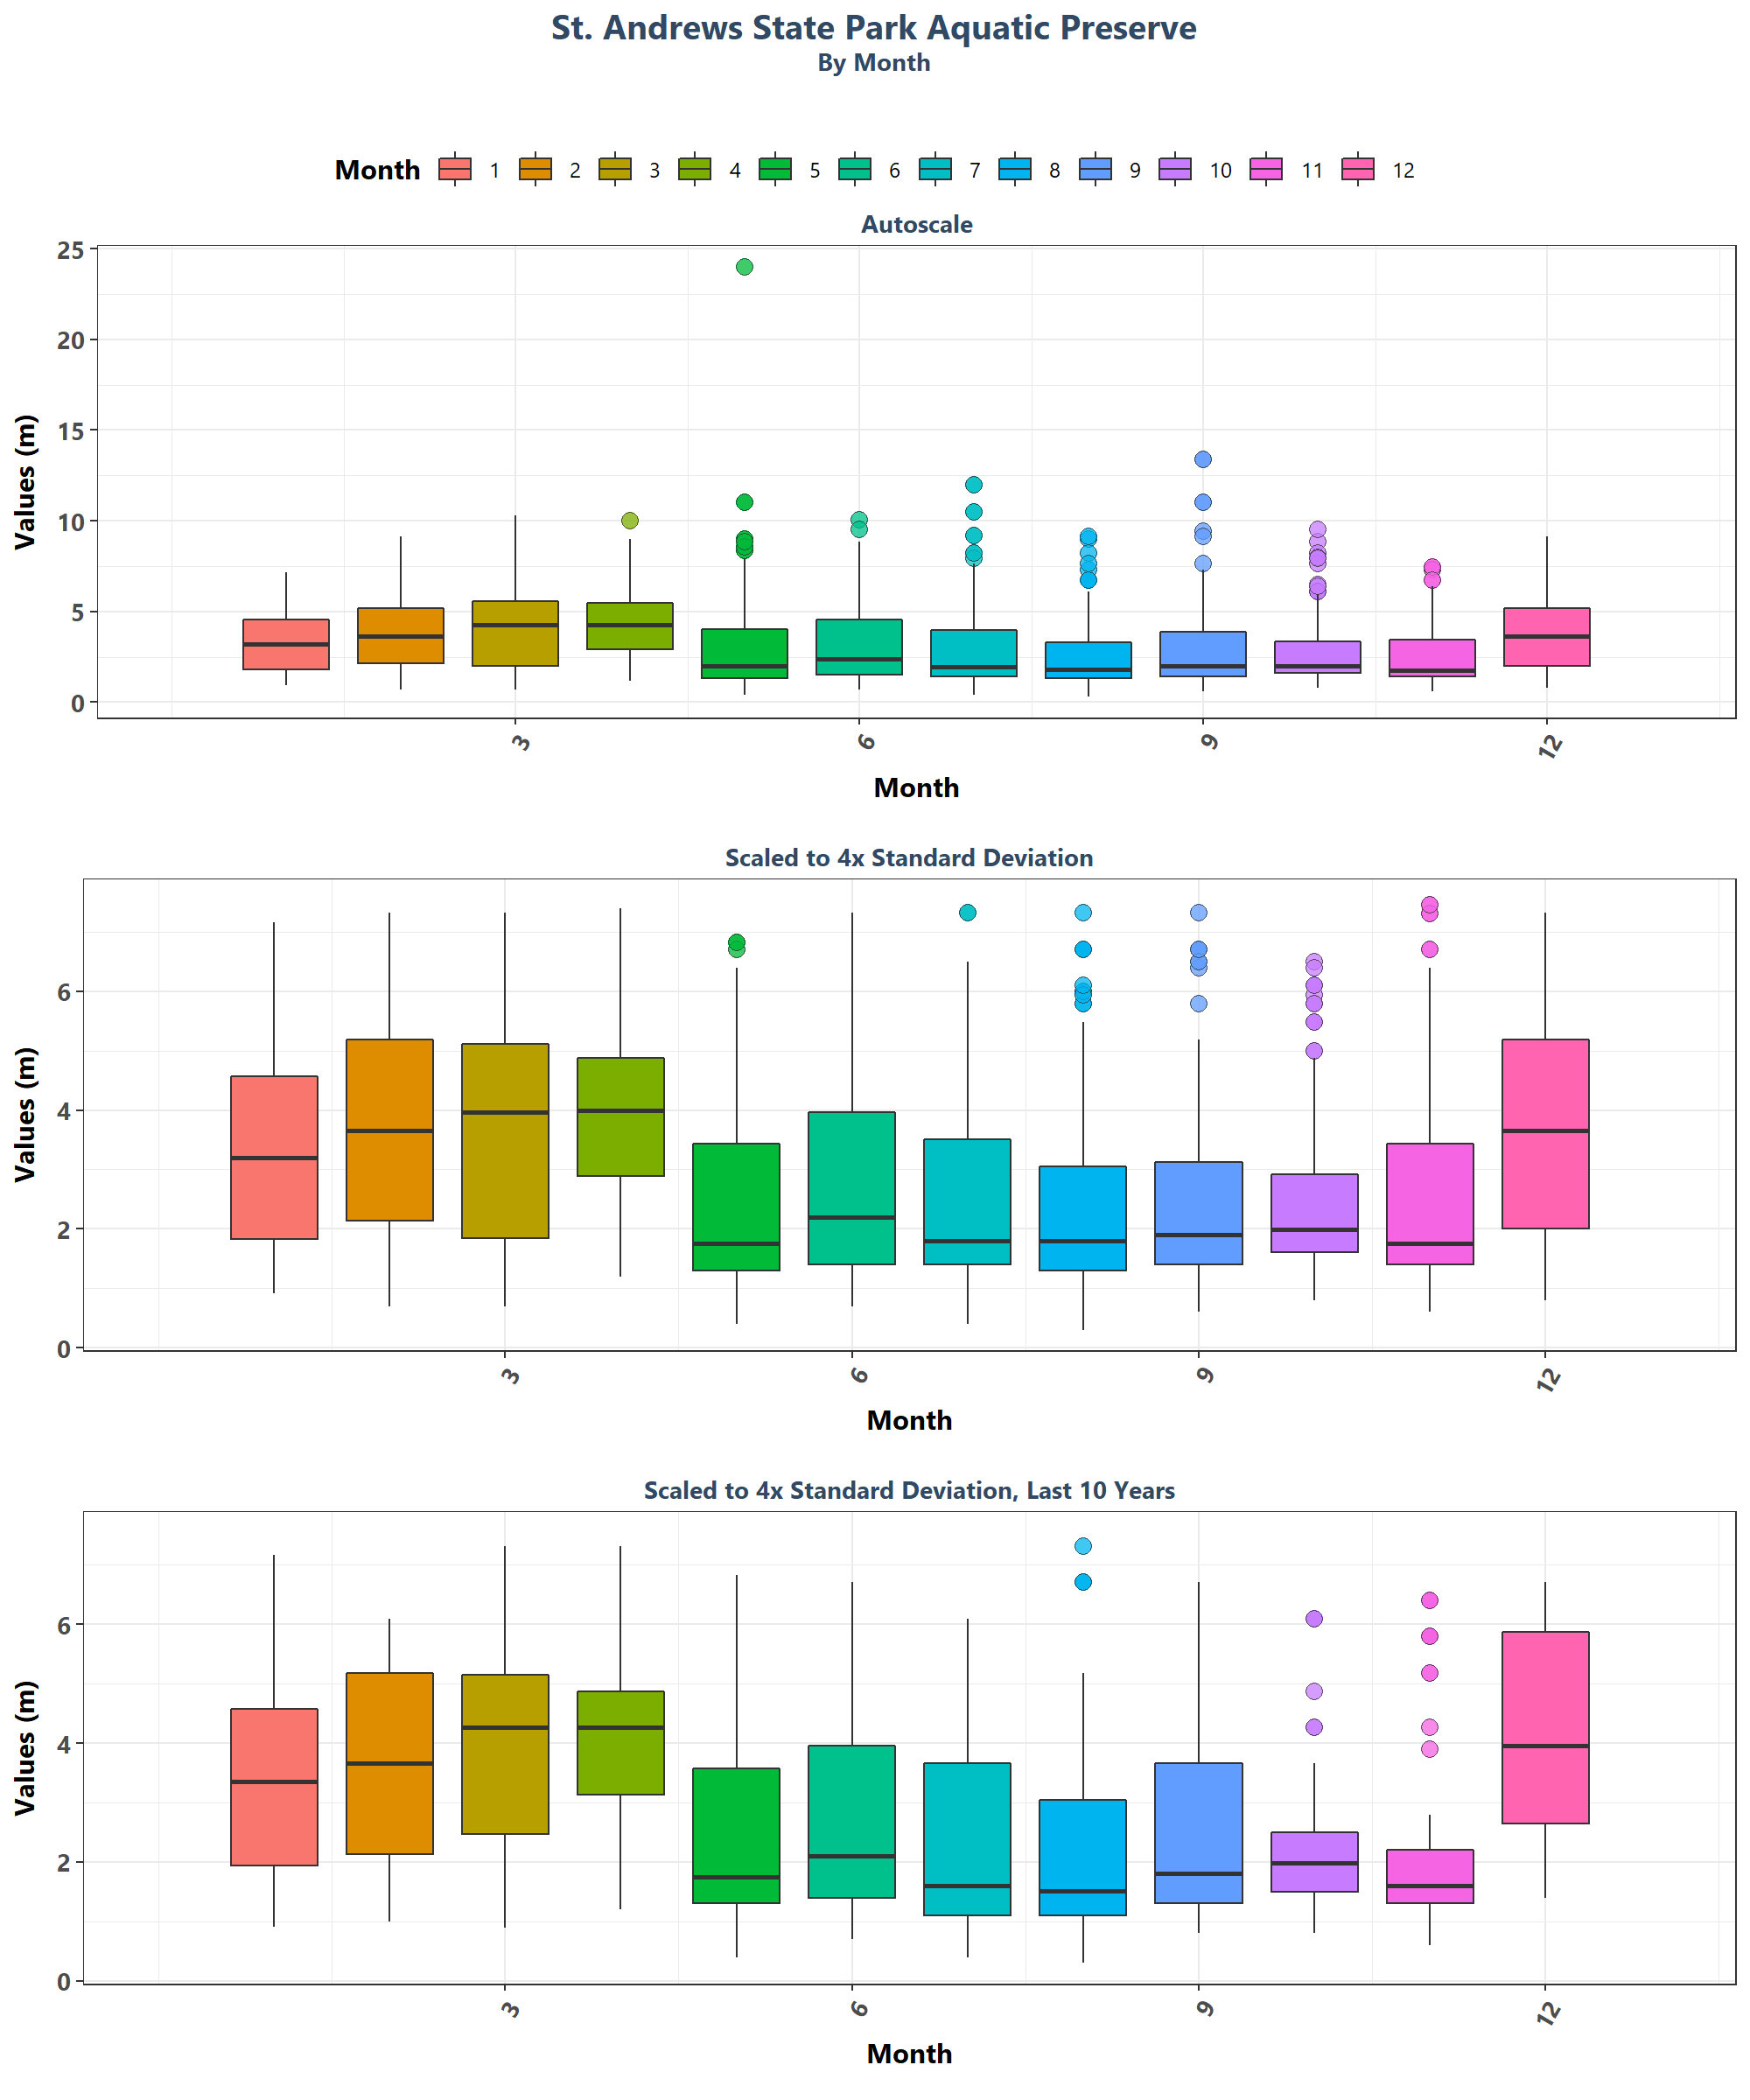 St. Andrews State Park Aquatic Preserve
By Month
Month 1 2 3 4 5 6 7 8 9 10 11 12
Autoscale
Values (m)
25
20
15
10
5
0
3 6 9 12
Month
Scaled to 4x Standard Deviation
Values (m)
6
4
2
0
3 6 9 12
Month
Scaled to 4x Standard Deviation, Last 10 Years
Values (m)
6
4
2
0
3 6 9 12
Month